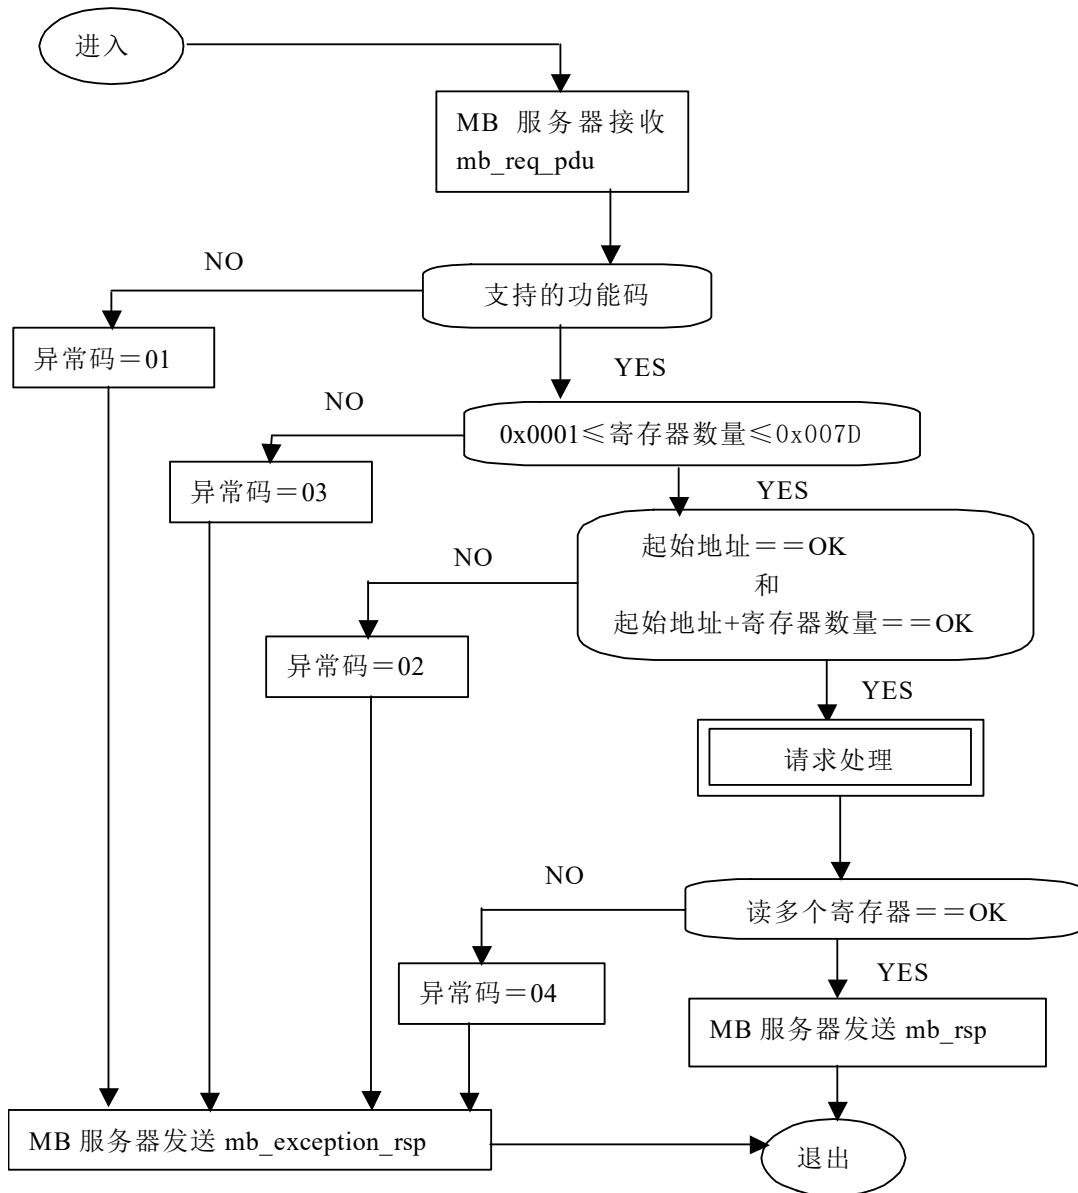 进入
MB 服务器接收
mb_req_pdu
NO
支持的功能码
异常码＝01
YES
NO
0x0001≤寄存器数量≤0x007D
异常码＝03
YES
起始地址＝＝OK
NO
和
起始地址+寄存器数量＝＝OK
异常码＝02
YES
请求处理
NO
读多个寄存器＝＝OK
YES
异常码＝04
MB 服务器发送 mb_rsp
MB 服务器发送 mb_exception_rsp
退出